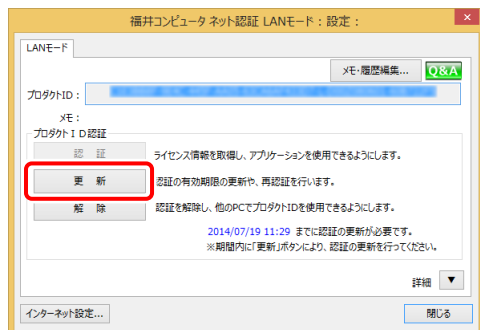 福井コンピュータ ネット認証 LANモード：設定：
LANモード
メモ・履歴編集... Q&A
プロダクトID：
メモ：
プロダクトＩＤ認証
認　証 ライセンス情報を取得し、アプリケーションを使用できるようにします。
更　新 認証の有効期限の更新や、再認証を行います。
解　除 認証を解除し、他のPCでプロダクトIDを使用できるようにします。
2014/07/19 11:29 までに認証の更新が必要です。
※期間内に「更新」ボタンにより、認証の更新を行ってください。
詳細 ▼
インターネット設定... 閉じる